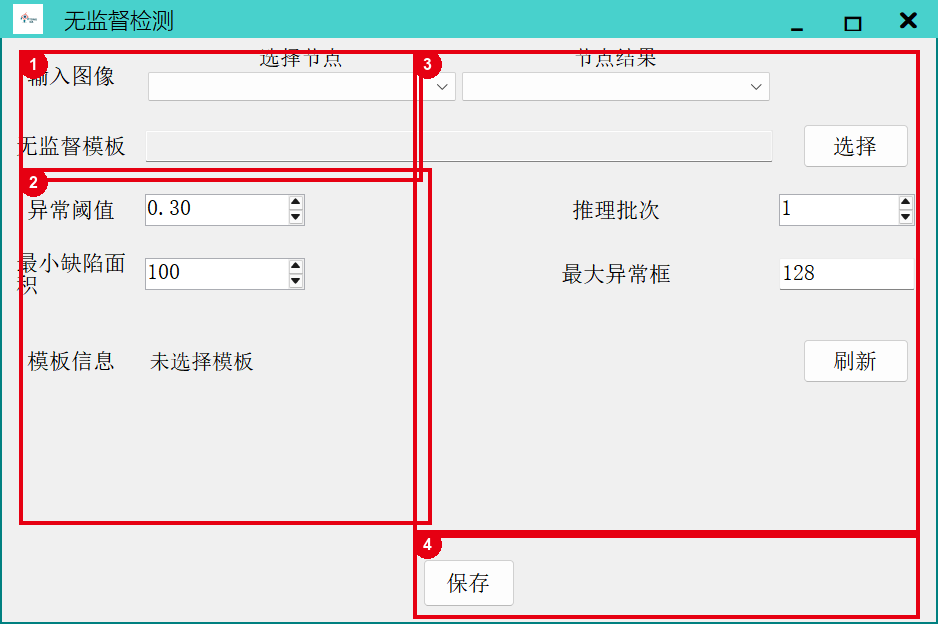 无监督检测
选择节点
节点结果
1
3
输入图像
无监督模板
选择
2
异常阈值
0.30
推理批次
1
最小缺陷面
积
100
最大异常框
128
模板信息
未选择模板
刷新
4
保存